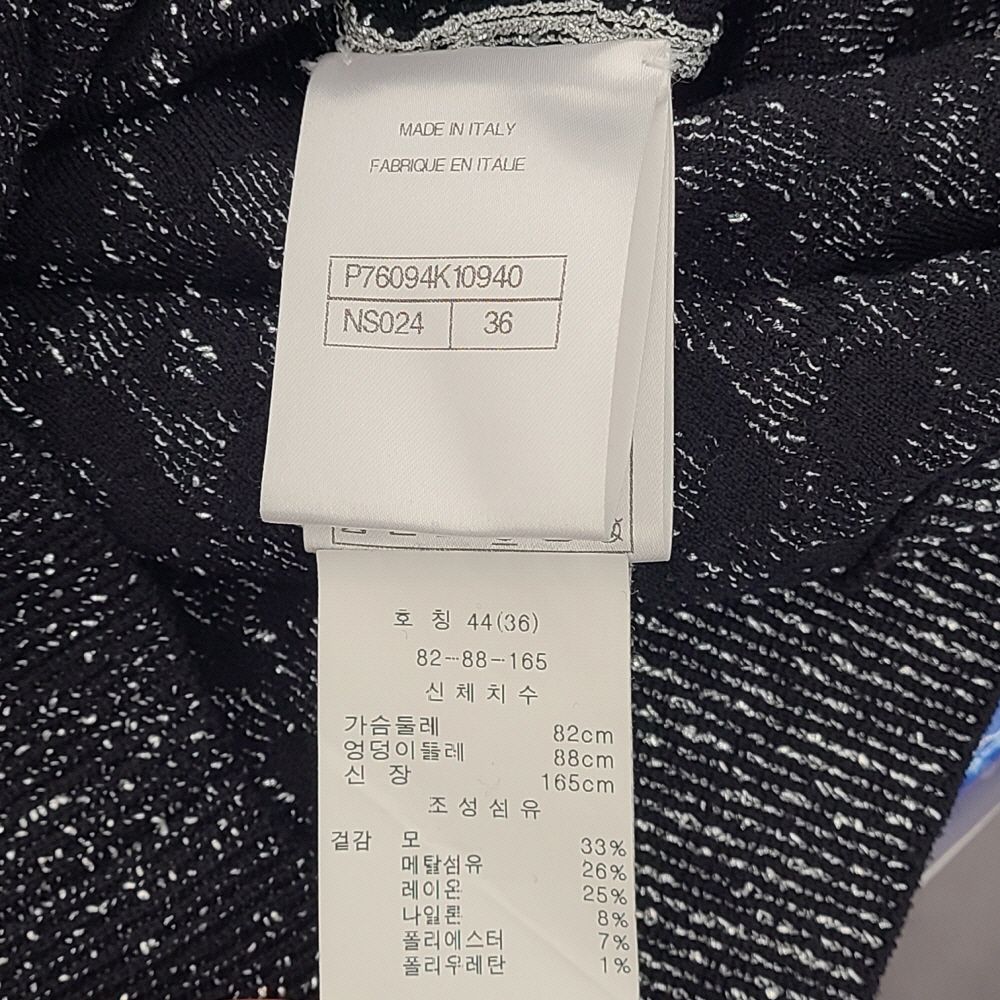 MADE IN ITALY
FABRIQUE EN ITALIE
P76094K10940
NS024 36
호 칭 44(36)
82-88-165
신체치수
가슴둘레 82cm
엉덩이둘레 88cm
신 장 165cm
조성섬유
겉감 모 33%
메탈섬유 26%
레이온 25%
나일론 8%
폴리에스터 7%
폴리우레탄 1%